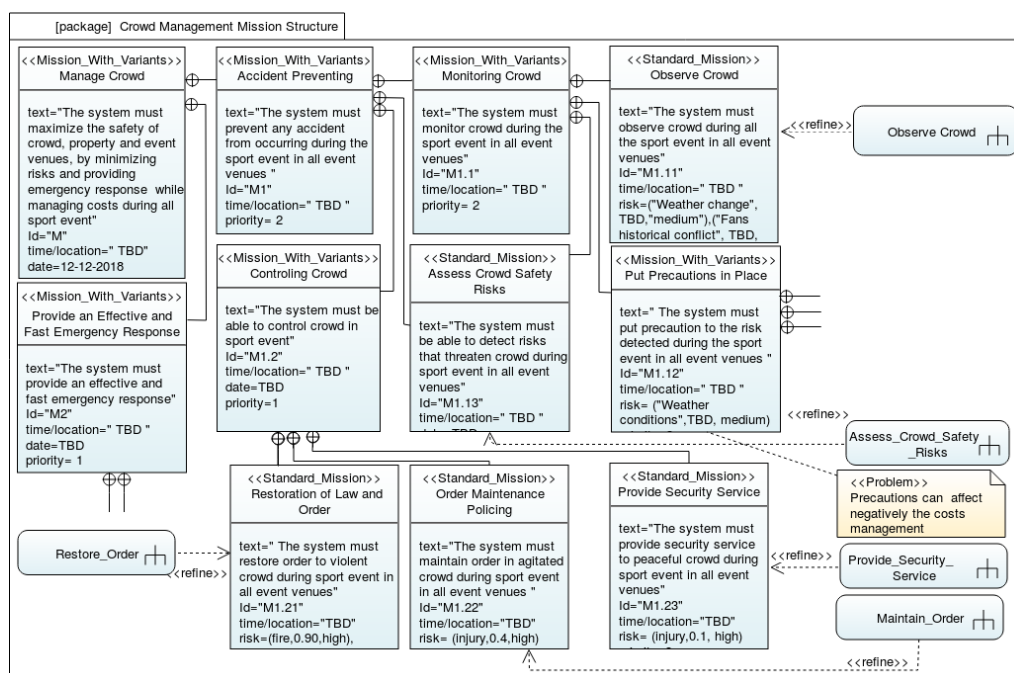 [package] Crowd Management Mission Structure
<<Mission_With_Variants>>
Manage Crowd
text="The system must
maximize the safety of
crowd, property and event
venues, by minimizing
risks and providing
emergency response while
managing costs during all
sport event"
Id="M"
time/location=" TBD"
date=12-12-2018
<<Mission_With_Variants>>
Accident Preventing
text="The system must
prevent any accident
from occurring during the
sport event in all event
venues "
Id="M1"
time/location=" TBD "
priority= 2
<<Mission_With_Variants>>
Monitoring Crowd
text="The system must
monitor crowd during the
sport event in all event
venues"
Id="M1.1"
time/location=" TBD "
priority= 2
<<Standard_Mission>>
Observe Crowd
text="The system must
observe crowd during all
the sport event in all event
venues"
Id="M1.11"
time/location=" TBD "
risk=("Weather change",
TBD,"medium"),("Fans
historical conflict", TBD,
<<refine>>
Observe Crowd
<<Mission_With_Variants>>
Provide an Effective and
Fast Emergency Response
text="The system must
provide an effective and
fast emergency response"
Id="M2"
time/location=" TBD "
date=TBD
priority= 1
<<Mission_With_Variants>>
Controling Crowd
text="The system must be
able to control crowd in
sport event"
Id="M1.2"
time/location=" TBD "
date=TBD
priority=1
<<Standard_Mission>>
Assess Crowd Safety
Risks
text="The system must
be able to detect risks
that threaten crowd during
sport event in all event
venues"
Id="M1.13"
time/location=" TBD "
<<Mission_With_Variants>>
Put Precautions in Place
text=" The system must
put precaution to the risk
detected during the sport
event in all event venues "
Id="M1.12"
time/location=" TBD "
risk= ("Weather
conditions",TBD, medium)
<<refine>>
Assess_Crowd_Safety
_Risks
<<Problem>>
Precautions can affect
negatively the costs
management
Restore_Order
<<refine>>
<<Standard_Mission>>
Restoration of Law and
Order
text=" The system must
restore order to violent
crowd during sport event in
all event venues"
Id="M1.21"
time/location="TBD"
risk=(fire,0.90,high),
<<Standard_Mission>>
Order Maintenance
Policing
text="The system must
maintain order in agitated
crowd during sport event
in all event venues "
Id="M1.22"
time/location="TBD"
risk= (injury,0.4,high)
<<Standard_Mission>>
Provide Security Service
text="The system must
provide security service
to peaceful crowd during
sport event in all event
venues"
Id="M1.23"
time/location="TBD"
risk= (injury,0.1, high)
<<refine>>
Provide_Security_
Service
Maintain_Order
<<refine>>